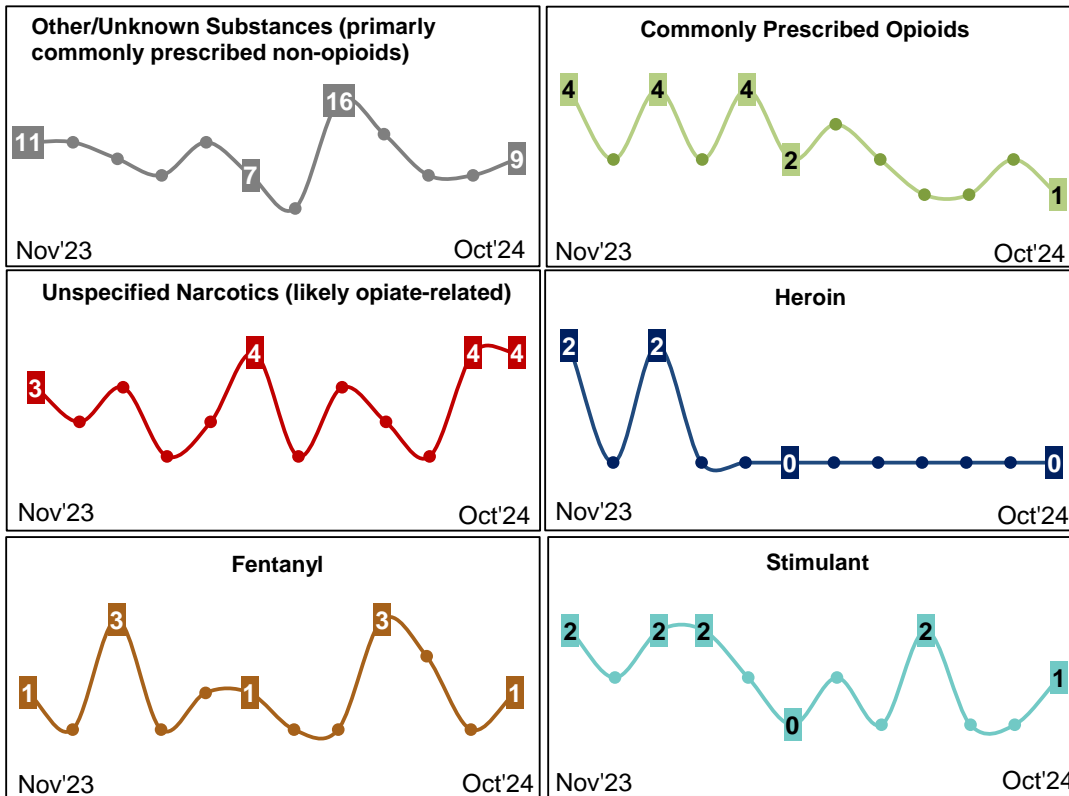 Other/Unknown Substances (primarly
commonly prescribed non-opioids)
11
7
16
9
Nov'23
Oct'24
Commonly Prescribed Opioids
4
4
4
2
1
Nov'23
Oct'24
Unspecified Narcotics (likely opiate-related)
3
4
4
4
Nov'23
Oct'24
Heroin
2
2
0
0
Nov'23
Oct'24
Fentanyl
1
3
1
3
1
Nov'23
Oct'24
Stimulant
2
2
2
0
2
1
Nov'23
Oct'24